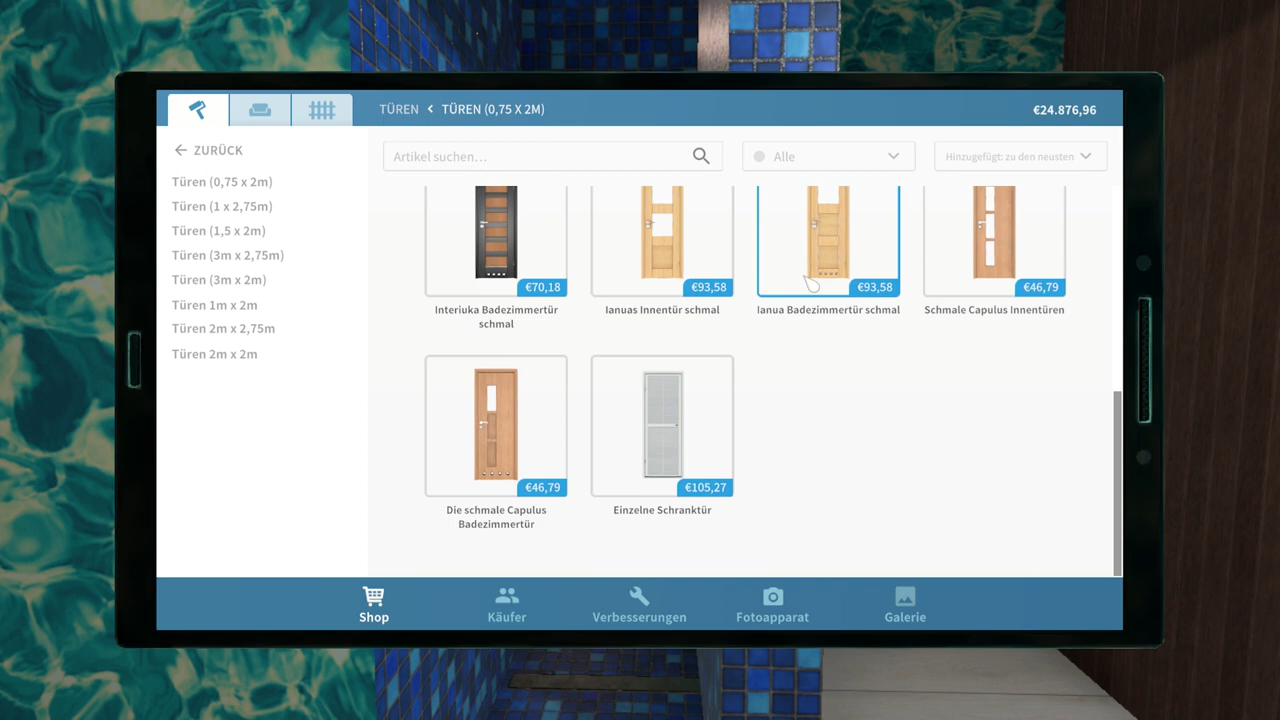 TÜREN < TÜREN (0,75 X 2M)
€24.876,96
← ZURÜCK
Türen (0,75 x 2m)
Türen (1 x 2,75m)
Türen (1,5 x 2m)
Türen (3m x 2,75m)
Türen (3m x 2m)
Türen 1m x 2m
Türen 2m x 2,75m
Türen 2m x 2m
Artikel suchen...
Alle
Hinzugefügt: zu den neusten
€70,18
€93,58
€93,58
€46,79
Interiuka Badezimmertür
schmal
Ianuas Innentür schmal
Ianua Badezimmertür schmal
Schmale Capulus Innentüren
€46,79
€105,27
Die schmale Capulus
Badezimmertür
Einzelne Schranktür
Shop
Käufer
Verbesserungen
Fotoapparat
Galerie